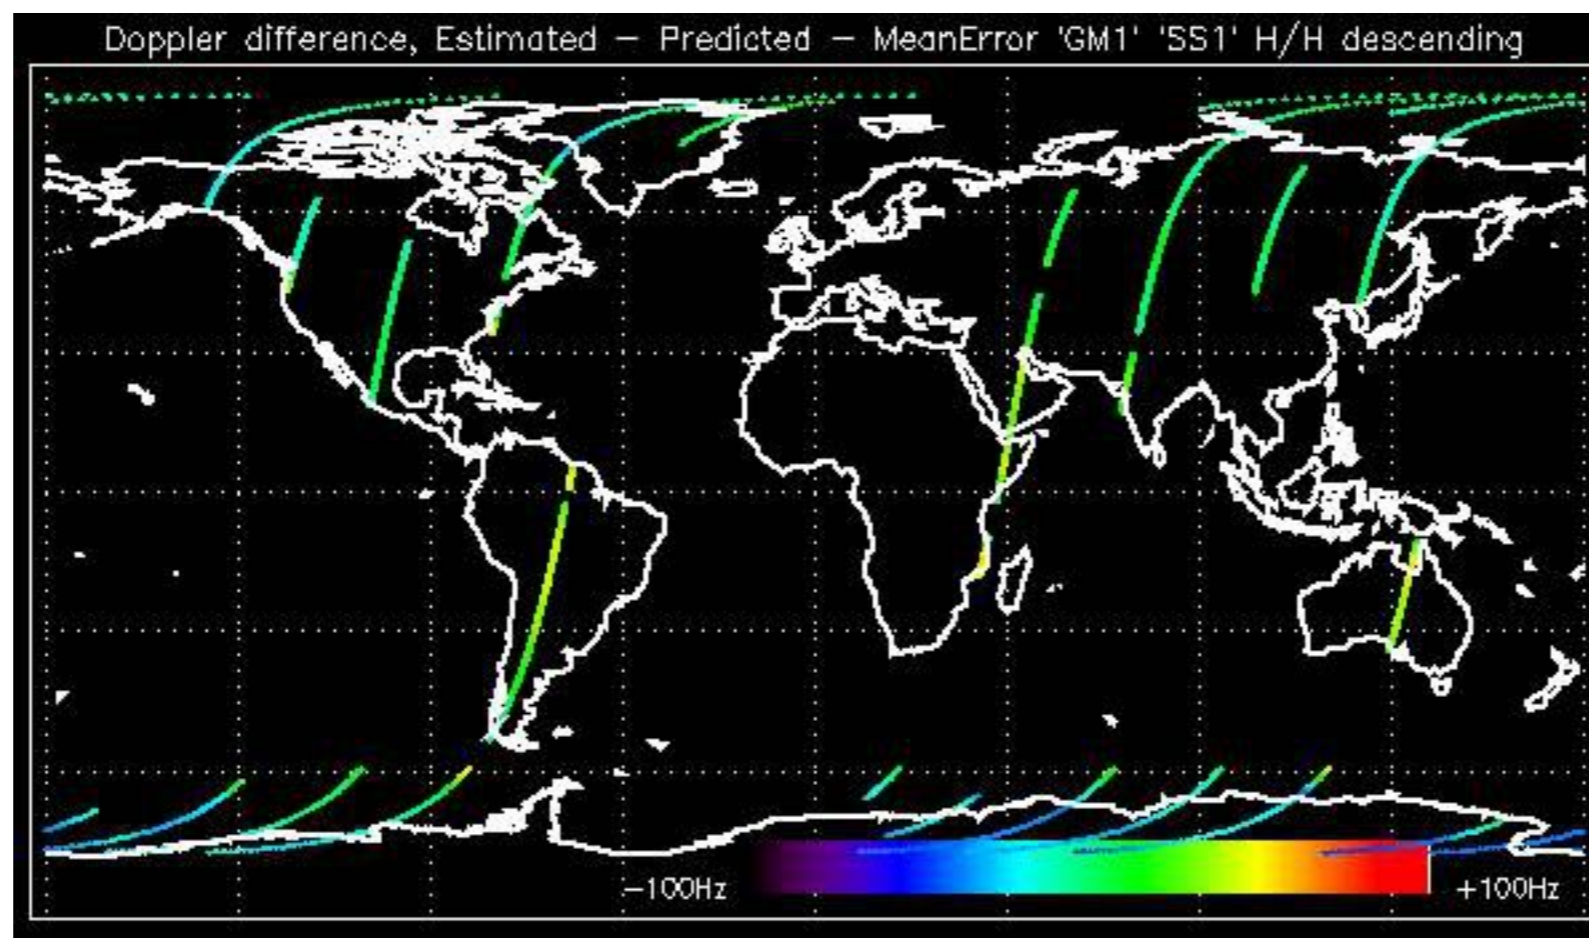 Doppler difference, Estimated – Predicted – MeanError 'GM1' 'SS1' H/H descending
–100Hz
+100Hz